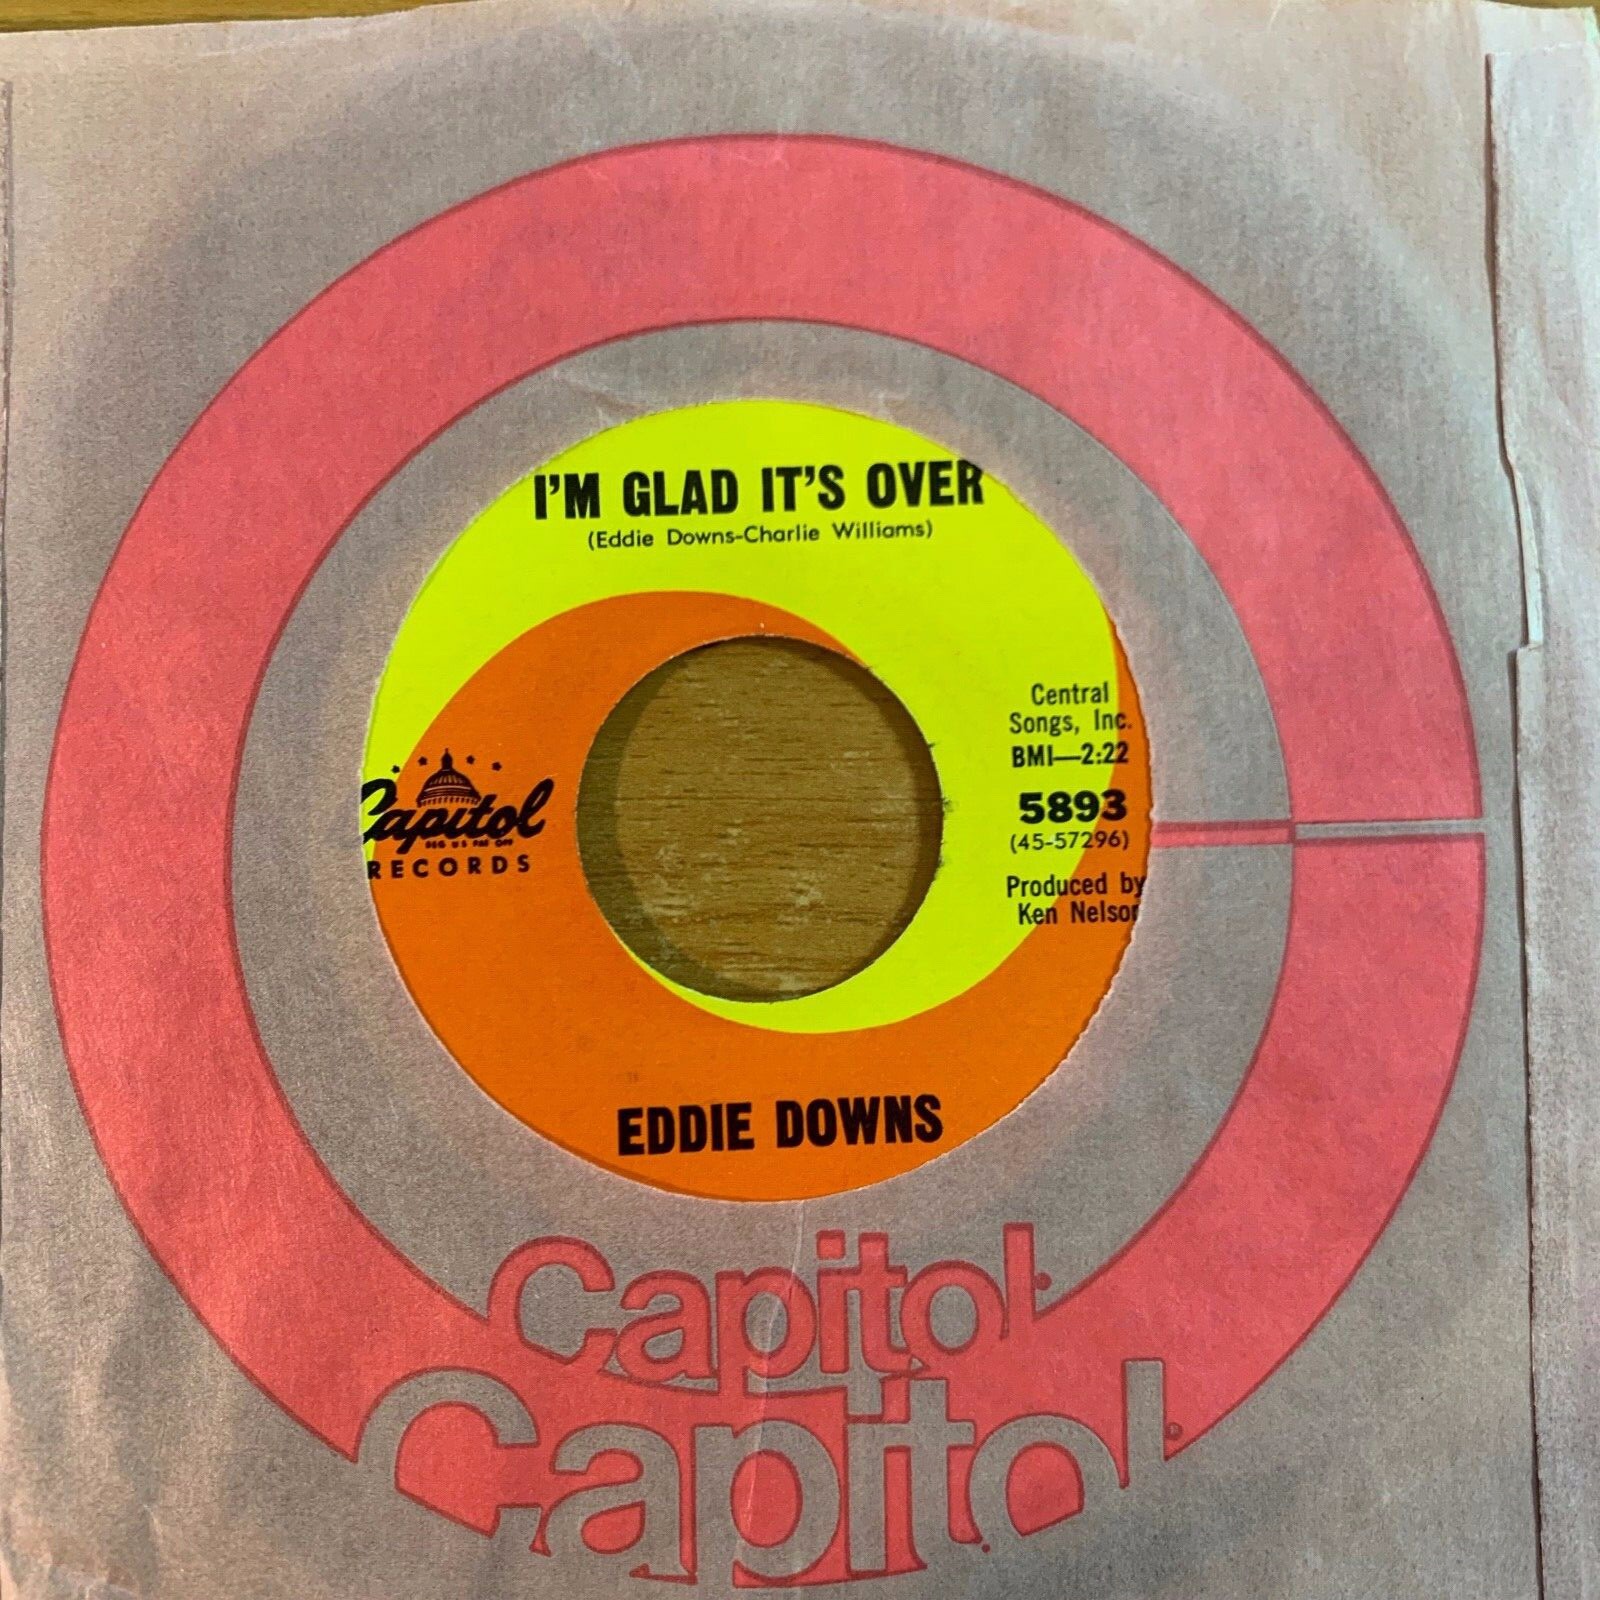 I'M GLAD IT'S OVER
(Eddie Downs-Charlie Williams)
Central
Songs, Inc.
BMI—2:22
5893
(45-57296)
Produced by
Ken Nelson
Capitol
RECORDS
EDDIE DOWNS
Capitol
Capitol